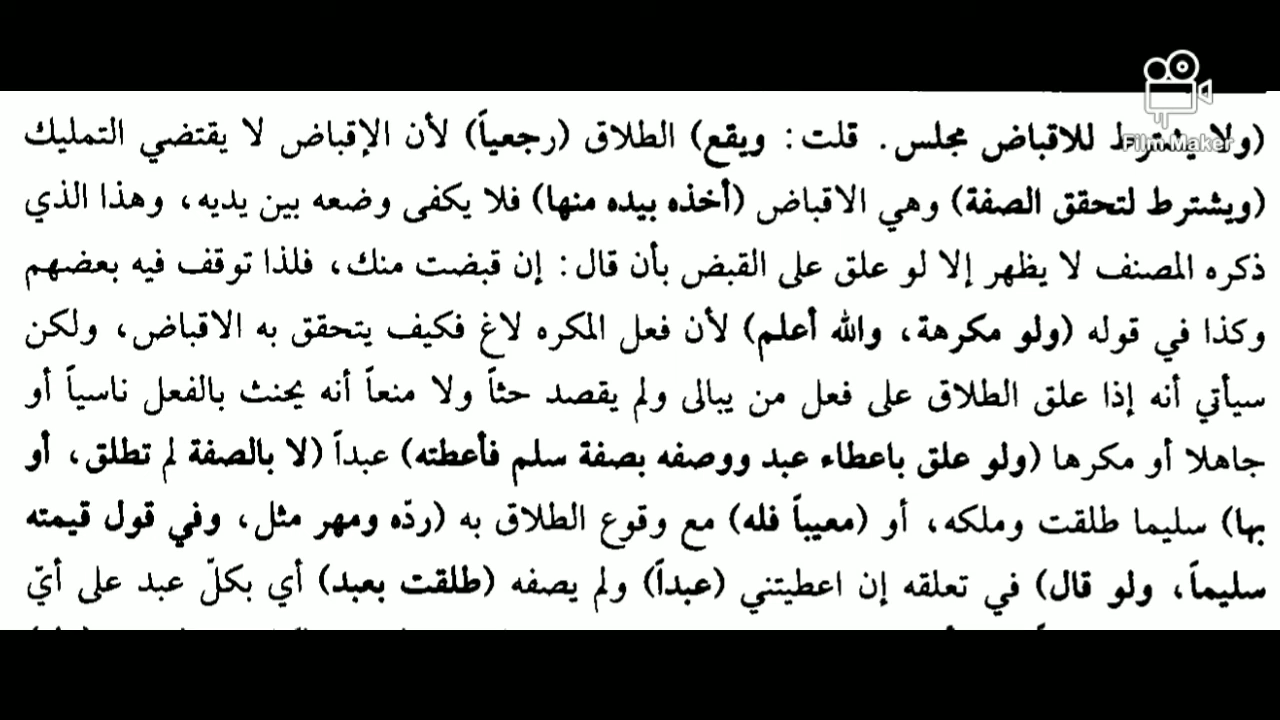 Film Maker
(ولا يشترط للاقباض مجلس. قلت: ويقع) الطلاق (رجعياً) لأن الإقباض لا يقتضي التمليك
(ويشترط لتحقق الصفة) وهي الاقباض (أخذه بيده منها) فلا يكفى وضعه بين يديه، وهذا الذي
ذكره المصنف لا يظهر إلا لو علق على القبض بأن قال: إن قبضت منك، فلذا توقف فيه بعضهم
وكذا في قوله (ولو مكرهة، والله أعلم) لأن فعل المكره لاغ فكيف يتحقق به الاقباض، ولكن
سيأتي أنه إذا علق الطلاق على فعل من يبالى ولم يقصد حثاً ولا منعاً أنه يحنث بالفعل ناسياً أو
جاهلا أو مكرها (ولو علق باعطاء عبد ووصفه بصفة سلم فأعطته) عبداً (لا بالصفة لم تطلق، أو
بها) سليما طلقت وملكه، أو (معيباً فله) مع وقوع الطلاق به (ردّه ومهر مثل، وفي قول قيمته
سليماً، ولو قال) في تعلقه إن اعطيتني (عبداً) ولم يصفه (طلقت بعبد) أي بكلّ عبد على أيّ